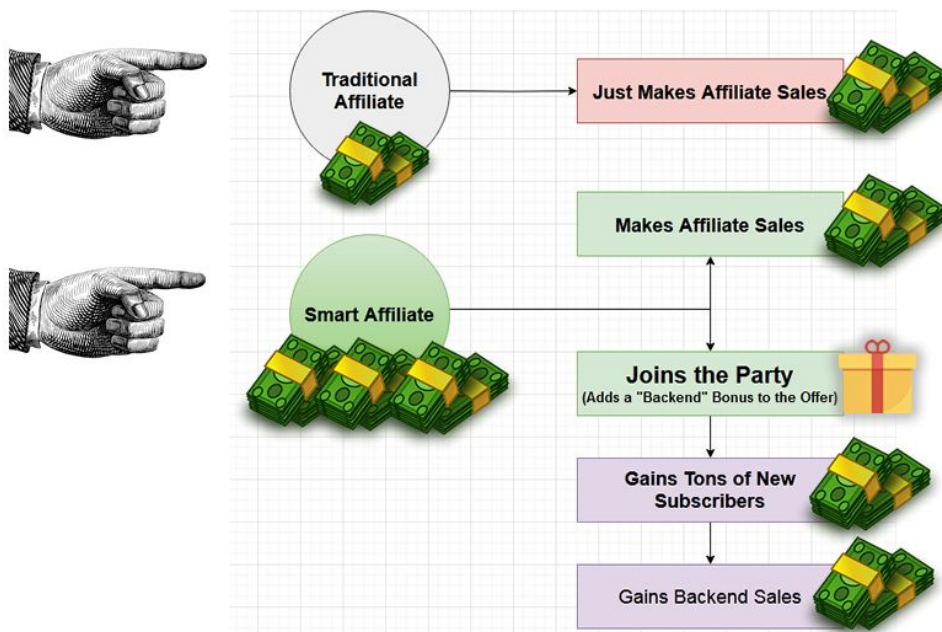 Traditional
Affiliate
Just Makes Affiliate Sales
Makes Affiliate Sales
Smart Affiliate
Joins the Party
(Adds a "Backend" Bonus to the Offer)
Gains Tons of New
Subscribers
Gains Backend Sales